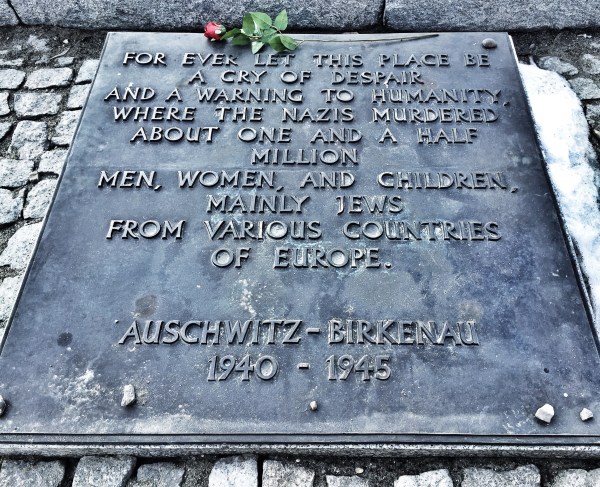 FOR EVER LET THIS PLACE BE
A CRY OF DESPAIR
AND A WARNING TO HUMANITY,
WHERE THE NAZIS MURDERED
ABOUT ONE AND A HALF
MILLION
MEN, WOMEN, AND CHILDREN,
MAINLY JEWS
FROM VARIOUS COUNTRIES
OF EUROPE.
AUSCHWITZ-BIRKENAU
1940 - 1945